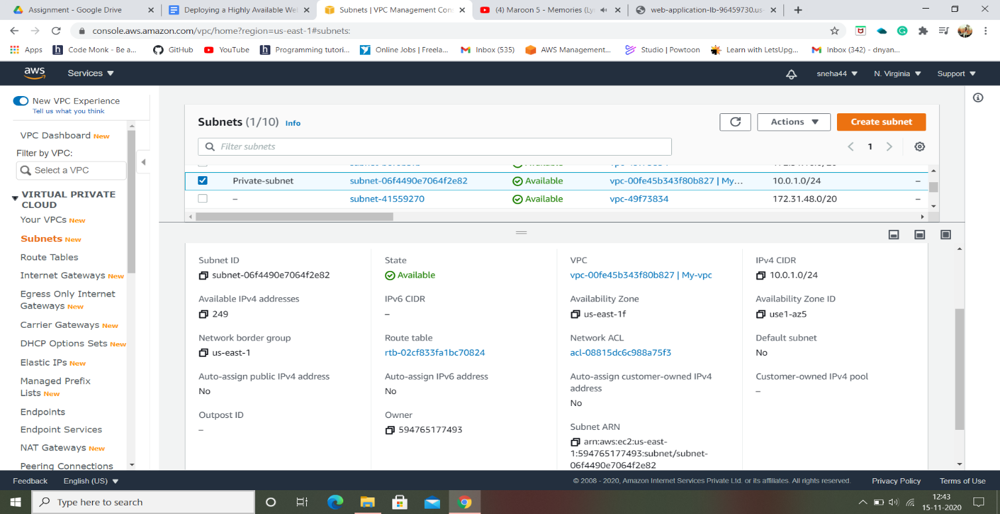 Assignment - Google Drive
Deploying a Highly Available We
Subnets | VPC Management Con
(4) Maroon 5 - Memories (Ly
web-application-lb-96459730.us-
console.aws.amazon.com/vpc/home?region=us-east-1#subnets:
Apps
Code Monk - Be a...
GitHub
YouTube
Programming tutori...
Online Jobs | Freela...
Inbox (535)
AWS Management...
Studio | Powtoon
Learn with LetsUpg...
Inbox (342) - dnyan...
aws
Services
sneha44
N. Virginia
Support
New VPC Experience
Tell us what you think
VPC Dashboard New
Filter by VPC:
Select a VPC
VIRTUAL PRIVATE
CLOUD
Your VPCs New
Subnets New
Route Tables
Internet Gateways New
Egress Only Internet
Gateways New
Carrier Gateways New
DHCP Options Sets New
Elastic IPs New
Managed Prefix
Lists New
Endpoints
Endpoint Services
NAT Gateways New
Peering Connections
Subnets (1/10) Info
Actions
Create subnet
Filter subnets
1
Private-subnet subnet-06f4490e7064f2e82 Available vpc-00fe45b343f80b827 | My... 10.0.1.0/24 –
– subnet-41559270 Available vpc-49f73834 172.31.48.0/20 –
Subnet ID
subnet-06f4490e7064f2e82
State
Available
VPC
vpc-00fe45b343f80b827 | My-vpc
IPv4 CIDR
10.0.1.0/24
Available IPv4 addresses
249
IPv6 CIDR
–
Availability Zone
us-east-1f
Availability Zone ID
use1-az5
Network border group
us-east-1
Route table
rtb-02cf833fa1bc70824
Network ACL
acl-08815dc6c988a75f3
Default subnet
No
Auto-assign public IPv4 address
No
Auto-assign IPv6 address
No
Auto-assign customer-owned IPv4
address
No
Customer-owned IPv4 pool
–
Outpost ID
–
Owner
594765177493
Subnet ARN
arn:aws:ec2:us-east-
1:594765177493:subnet/subnet-
06f4490e7064f2e82
Feedback
English (US)
© 2008 - 2020, Amazon Internet Services Private Ltd. or its affiliates. All rights reserved.
Privacy Policy
Terms of Use
Type here to search
12:43
15-11-2020